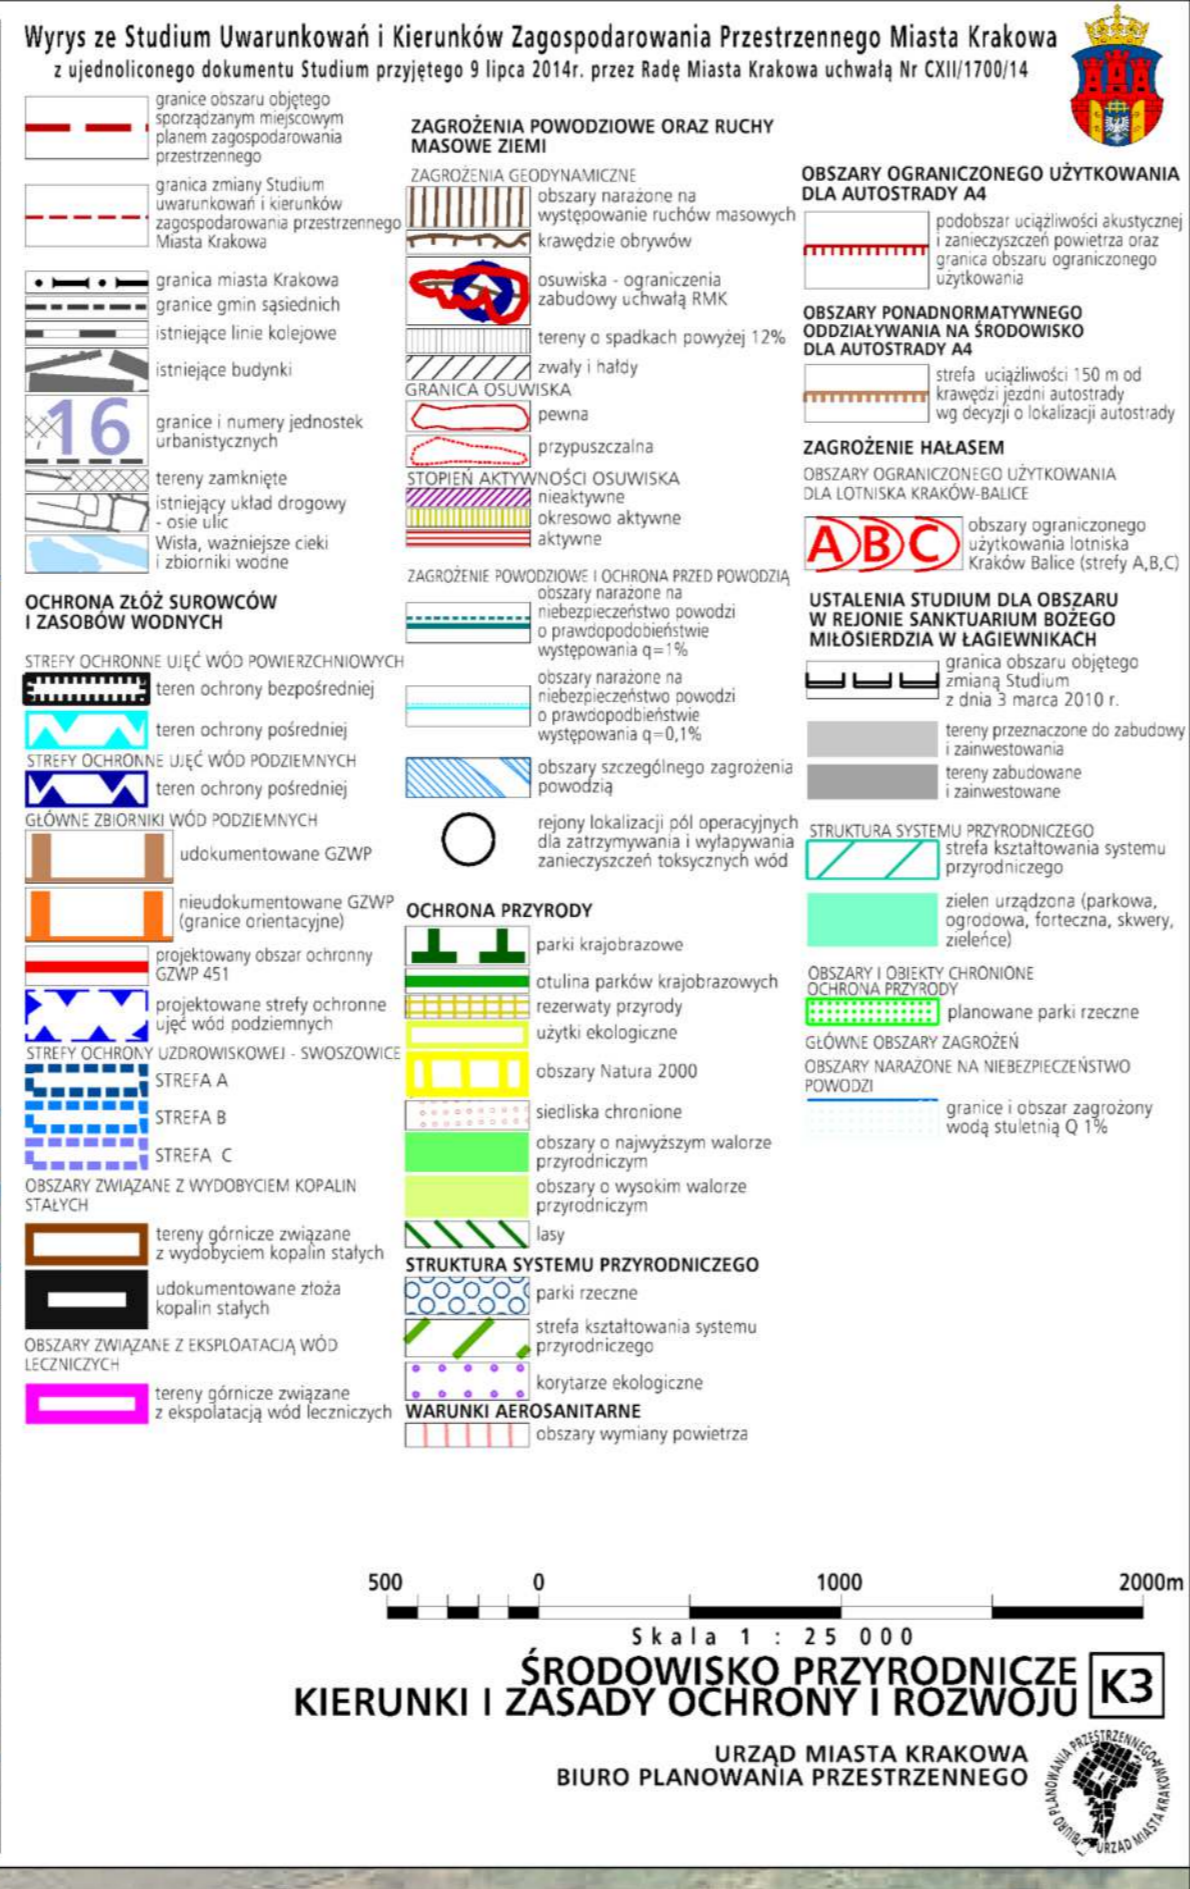 Wyrys ze Studium Uwarunkowań i Kierunków Zagospodarowania Przestrzennego Miasta Krakowa
z ujednoliconego dokumentu Studium przyjętego 9 lipca 2014r. przez Radę Miasta Krakowa uchwałą Nr CXII/1700/14
granice obszaru objętego
sporządzanym miejscowym
planem zagospodarowania
przestrzennego
granica zmiany Studium
uwarunkowań i kierunków
zagospodarowania przestrzennego
Miasta Krakowa
granica miasta Krakowa
granice gmin sąsiednich
istniejące linie kolejowe
istniejące budynki
16
granice i numery jednostek
urbanistycznych
tereny zamknięte
istniejący układ drogowy
- osie ulic
Wisła, ważniejsze cieki
i zbiorniki wodne
OCHRONA ZŁÓŻ SUROWCÓW
I ZASOBÓW WODNYCH
STREFY OCHRONNE UJĘĆ WÓD POWIERZCHNIOWYCH
teren ochrony bezpośredniej
teren ochrony pośredniej
STREFY OCHRONNE UJĘĆ WÓD PODZIEMNYCH
teren ochrony pośredniej
GŁÓWNE ZBIORNIKI WÓD PODZIEMNYCH
udokumentowane GZWP
nieudokumentowane GZWP
(granice orientacyjne)
projektowany obszar ochronny
GZWP 451
projektowane strefy ochronne
ujęć wód podziemnych
STREFY OCHRONY UZDROWISKOWEJ - SWOSZOWICE
STREFA A
STREFA B
STREFA C
OBSZARY ZWIĄZANE Z WYDOBYCIEM KOPALIN
STAŁYCH
tereny górnicze związane
z wydobyciem kopalin stałych
udokumentowane złoża
kopalin stałych
OBSZARY ZWIĄZANE Z EKSPLOATACJĄ WÓD
LECZNICZYCH
tereny górnicze związane
z ekspolatacją wód leczniczych
ZAGROŻENIA POWODZIOWE ORAZ RUCHY
MASOWE ZIEMI
ZAGROŻENIA GEODYNAMICZNE
obszary narażone na
występowanie ruchów masowych
krawędzie obrywów
osuwiska - ograniczenia
zabudowy uchwałą RMK
tereny o spadkach powyżej 12%
zwały i hałdy
GRANICA OSUWISKA
pewna
przypuszczalna
STOPIEŃ AKTYWNOŚCI OSUWISKA
nieaktywne
okresowo aktywne
aktywne
ZAGROŻENIE POWODZIOWE I OCHRONA PRZED POWODZIĄ
obszary narażone na
niebezpieczeństwo powodzi
o prawdopodobieństwie
występowania q=1%
obszary narażone na
niebezpieczeństwo powodzi
o prawdopodbieństwie
występowania q=0,1%
obszary szczególnego zagrożenia
powodzią
rejony lokalizacji pól operacyjnych
dla zatrzymywania i wyłapywania
zanieczyszczeń toksycznych wód
OCHRONA PRZYRODY
parki krajobrazowe
otulina parków krajobrazowych
rezerwaty przyrody
użytki ekologiczne
obszary Natura 2000
siedliska chronione
obszary o najwyższym walorze
przyrodniczym
obszary o wysokim walorze
przyrodniczym
lasy
STRUKTURA SYSTEMU PRZYRODNICZEGO
parki rzeczne
strefa kształtowania systemu
przyrodniczego
korytarze ekologiczne
WARUNKI AEROSANITARNE
obszary wymiany powietrza
OBSZARY OGRANICZONEGO UŻYTKOWANIA
DLA AUTOSTRADY A4
podobszar uciążliwości akustycznej
i zanieczyszczeń powietrza oraz
granica obszaru ograniczonego
użytkowania
OBSZARY PONADNORMATYWNEGO
ODDZIAŁYWANIA NA ŚRODOWISKO
DLA AUTOSTRADY A4
strefa uciążliwości 150 m od
krawędzi jezdni autostrady
wg decyzji o lokalizacji autostrady
ZAGROŻENIE HAŁASEM
OBSZARY OGRANICZONEGO UŻYTKOWANIA
DLA LOTNISKA KRAKÓW-BALICE
ABC
obszary ograniczonego
użytkowania lotniska
Kraków Balice (strefy A,B,C)
USTALENIA STUDIUM DLA OBSZARU
W REJONIE SANKTUARIUM BOŻEGO
MIŁOSIERDZIA W ŁAGIEWNIKACH
granica obszaru objętego
zmianą Studium
z dnia 3 marca 2010 r.
tereny przeznaczone do zabudowy
i zainwestowania
tereny zabudowane
i zainwestowane
STRUKTURA SYSTEMU PRZYRODNICZEGO
strefa kształtowania systemu
przyrodniczego
zielen urządzona (parkowa,
ogrodowa, forteczna, skwery,
zieleńce)
OBSZARY I OBIEKTY CHRONIONE
OCHRONA PRZYRODY
planowane parki rzeczne
GŁÓWNE OBSZARY ZAGROŻEŃ
OBSZARY NARAŻONE NA NIEBEZPIECZEŃSTWO
POWODZI
granice i obszar zagrożony
wodą stuletnią Q 1%
500 0 1000 2000m
Skala 1 : 25 000
ŚRODOWISKO PRZYRODNICZE
KIERUNKI I ZASADY OCHRONY I ROZWOJU
K3
URZĄD MIASTA KRAKOWA
BIURO PLANOWANIA PRZESTRZENNEGO
BIURO PLANOWANIA PRZESTRZENNEGO
URZĄD MIASTA KRAKOWA